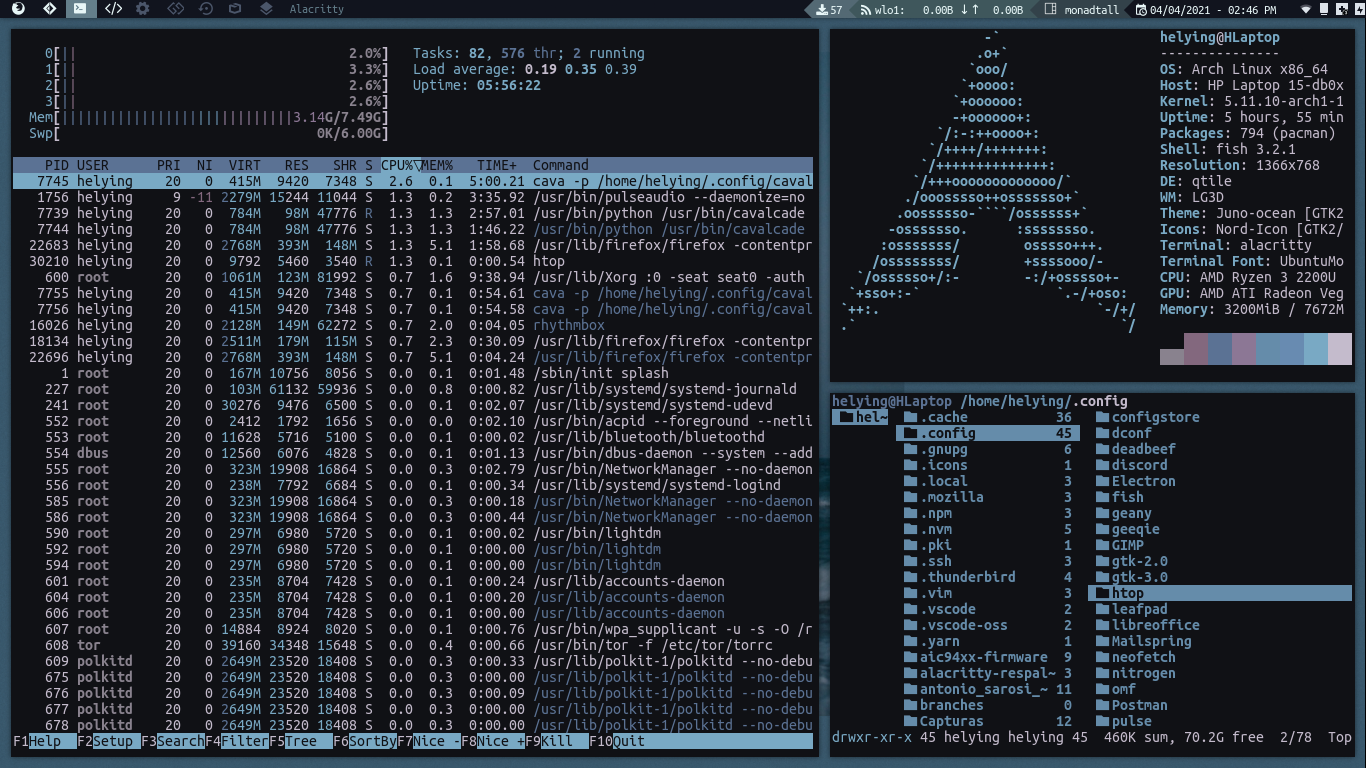 Alacritty 57 wlo1: 0.00B ↓↑ 0.00B monadtall 04/04/2021 - 02:46 PM
0[|| 2.0%]
1[|| 3.3%]
2[|| 2.6%]
3[|| 2.6%]
Mem[|||||||||||||||||||||||||||||3.14G/7.49G]
Swp[ 0K/6.00G]
Tasks: 82, 576 thr; 2 running
Load average: 0.19 0.35 0.39
Uptime: 05:56:22
PID USER PRI NI VIRT RES SHR S CPU%▽MEM% TIME+ Command
7745 helying 20 0 415M 9420 7348 S 2.6 0.1 5:00.21 cava -p /home/helying/.config/caval
1756 helying 9 -11 2279M 15244 11044 S 1.3 0.2 3:35.92 /usr/bin/pulseaudio --daemonize=no
7739 helying 20 0 784M 98M 47776 R 1.3 1.3 2:57.01 /usr/bin/python /usr/bin/cavalcade
7744 helying 20 0 784M 98M 47776 S 1.3 1.3 1:46.22 /usr/bin/python /usr/bin/cavalcade
22683 helying 20 0 2768M 393M 148M S 1.3 5.1 1:58.68 /usr/lib/firefox/firefox -contentpr
30210 helying 20 0 9792 5460 3540 R 1.3 0.1 0:00.54 htop
600 root 20 0 1061M 123M 81992 S 0.7 1.6 9:38.94 /usr/lib/Xorg :0 -seat seat0 -auth
7755 helying 20 0 415M 9420 7348 S 0.7 0.1 0:54.61 cava -p /home/helying/.config/caval
7756 helying 20 0 415M 9420 7348 S 0.7 0.1 0:54.58 cava -p /home/helying/.config/caval
16026 helying 20 0 2128M 149M 62272 S 0.7 2.0 0:04.05 rhythmbox
18134 helying 20 0 2511M 179M 115M S 0.7 2.3 0:30.09 /usr/lib/firefox/firefox -contentpr
22696 helying 20 0 2768M 393M 148M S 0.7 5.1 0:04.24 /usr/lib/firefox/firefox -contentpr
1 root 20 0 167M 10756 8056 S 0.0 0.1 0:01.48 /sbin/init splash
227 root 20 0 103M 61132 59936 S 0.0 0.8 0:00.82 /usr/lib/systemd/systemd-journald
241 root 20 0 30276 9476 6500 S 0.0 0.1 0:02.07 /usr/lib/systemd/systemd-udevd
552 root 20 0 2412 1792 1656 S 0.0 0.0 0:02.10 /usr/bin/acpid --foreground --netli
553 root 20 0 11628 5716 5100 S 0.0 0.1 0:00.02 /usr/lib/bluetooth/bluetoothd
554 dbus 20 0 12560 6076 4828 S 0.0 0.1 0:01.13 /usr/bin/dbus-daemon --system --add
555 root 20 0 323M 19908 16864 S 0.0 0.3 0:02.79 /usr/bin/NetworkManager --no-daemon
556 root 20 0 238M 7792 6684 S 0.0 0.1 0:00.34 /usr/lib/systemd/systemd-logind
585 root 20 0 323M 19908 16864 S 0.0 0.3 0:00.18 /usr/bin/NetworkManager --no-daemon
586 root 20 0 323M 19908 16864 S 0.0 0.3 0:00.44 /usr/bin/NetworkManager --no-daemon
590 root 20 0 297M 6980 5720 S 0.0 0.1 0:00.02 /usr/bin/lightdm
592 root 20 0 297M 6980 5720 S 0.0 0.1 0:00.00 /usr/bin/lightdm
594 root 20 0 297M 6980 5720 S 0.0 0.1 0:00.00 /usr/bin/lightdm
601 root 20 0 235M 8704 7428 S 0.0 0.1 0:00.24 /usr/lib/accounts-daemon
604 root 20 0 235M 8704 7428 S 0.0 0.1 0:00.20 /usr/lib/accounts-daemon
606 root 20 0 235M 8704 7428 S 0.0 0.1 0:00.00 /usr/lib/accounts-daemon
607 root 20 0 14884 8924 8020 S 0.0 0.1 0:00.76 /usr/bin/wpa_supplicant -u -s -O /r
608 tor 20 0 39160 34348 15648 S 0.0 0.4 0:00.66 /usr/bin/tor -f /etc/tor/torrc
609 polkitd 20 0 2649M 23520 18408 S 0.0 0.3 0:00.33 /usr/lib/polkit-1/polkitd --no-debu
675 polkitd 20 0 2649M 23520 18408 S 0.0 0.3 0:00.00 /usr/lib/polkit-1/polkitd --no-debu
676 polkitd 20 0 2649M 23520 18408 S 0.0 0.3 0:00.09 /usr/lib/polkit-1/polkitd --no-debu
677 polkitd 20 0 2649M 23520 18408 S 0.0 0.3 0:00.00 /usr/lib/polkit-1/polkitd --no-debu
678 polkitd 20 0 2649M 23520 18408 S 0.0 0.3 0:00.00 /usr/lib/polkit-1/polkitd --no-debu
F1Help F2Setup F3SearchF4FilterF5Tree F6SortByF7Nice -F8Nice +F9Kill F10Quit
helying@HLaptop
---------------
OS: Arch Linux x86_64
Host: HP Laptop 15-db0x
Kernel: 5.11.10-arch1-1
Uptime: 5 hours, 55 min
Packages: 794 (pacman)
Shell: fish 3.2.1
Resolution: 1366x768
DE: qtile
WM: LG3D
Theme: Juno-ocean [GTK2
Icons: Nord-Icon [GTK2/
Terminal: alacritty
Terminal Font: UbuntuMo
CPU: AMD Ryzen 3 2200U
GPU: AMD ATI Radeon Veg
Memory: 3200MiB / 7672M
helying@HLaptop /home/helying/.config
hel~ .cache 36 configstore
.config 45 dconf
.gnupg 6 deadbeef
.icons 1 discord
.local 3 Electron
.mozilla 3 fish
.npm 3 geany
.nvm 5 geeqie
.pki 1 GIMP
.ssh 3 gtk-2.0
.thunderbird 4 gtk-3.0
.vim 3 htop
.vscode 2 leafpad
.vscode-oss 2 libreoffice
.yarn 1 Mailspring
aic94xx-firmware 9 neofetch
alacritty-respal~ 3 nitrogen
antonio_sarosi_~ 11 omf
branches 0 Postman
Capturas 12 pulse
drwxr-xr-x 45 helying helying 45 460K sum, 70.2G free 2/78 Top